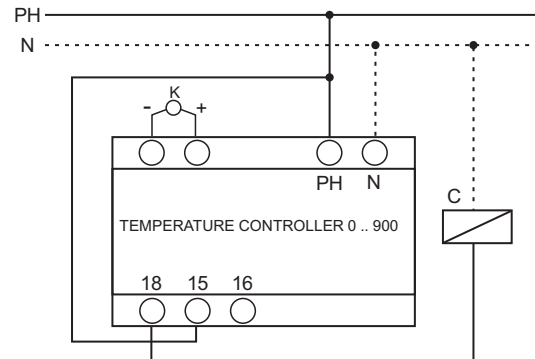 PH
N
K
- +
C
PH N
TEMPERATURE CONTROLLER 0 .. 900
18 15 16